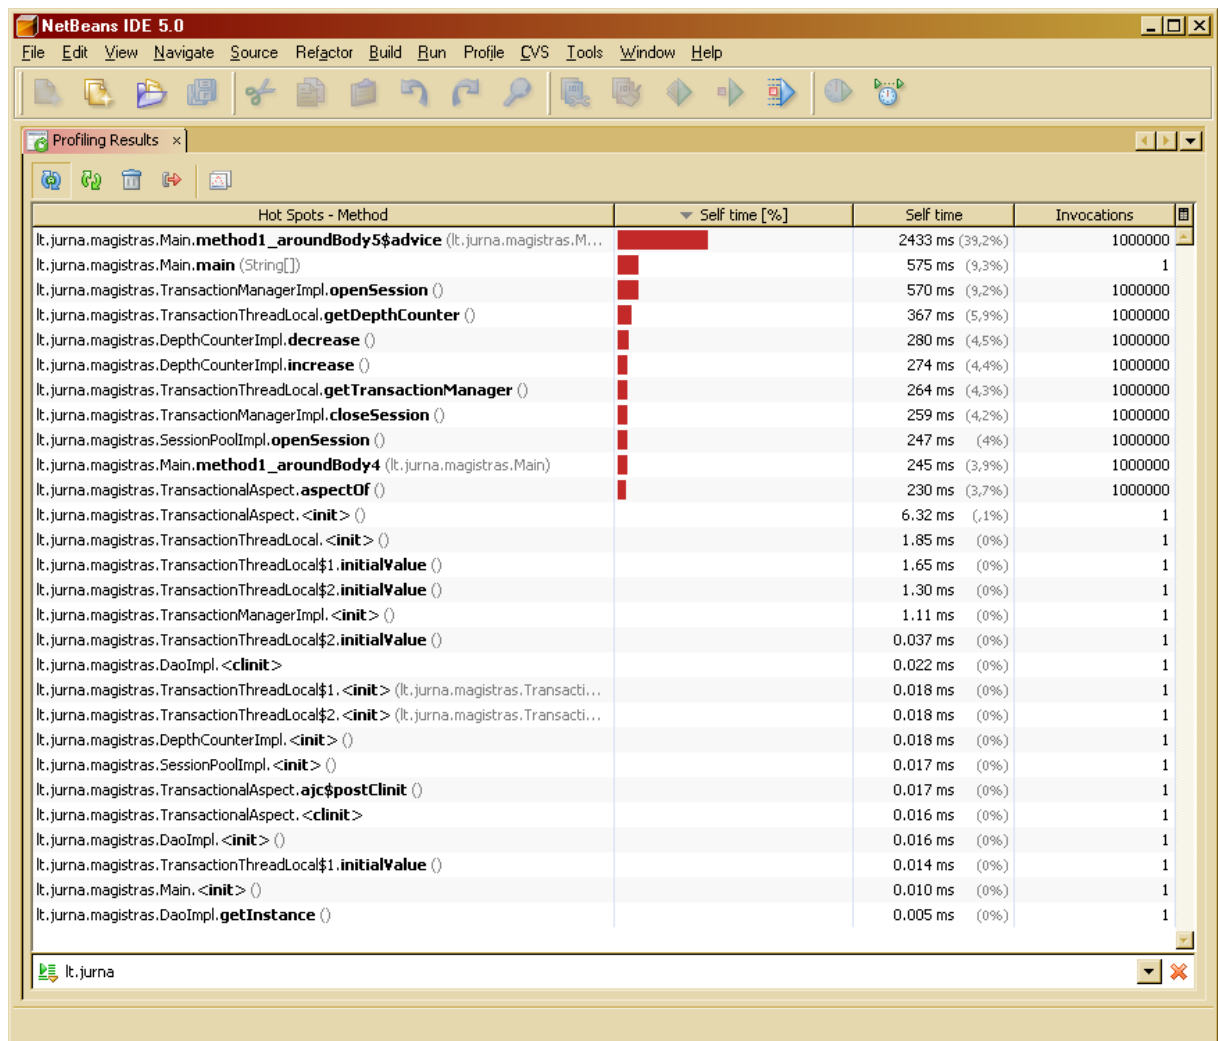 NetBeans IDE 5.0
File Edit View Navigate Source Refactor Build Run Profile CVS Tools Window Help
Profiling Results ×
Hot Spots - Method Self time [%] Self time Invocations
lt.jurna.magistras.Main.method1_aroundBody5$advice (lt.jurna.magistras.M... 2433 ms (39,2%) 1000000
lt.jurna.magistras.Main.main (String[]) 575 ms (9,3%) 1
lt.jurna.magistras.TransactionManagerImpl.openSession () 570 ms (9,2%) 1000000
lt.jurna.magistras.TransactionThreadLocal.getDepthCounter () 367 ms (5,9%) 1000000
lt.jurna.magistras.DepthCounterImpl.decrease () 280 ms (4,5%) 1000000
lt.jurna.magistras.DepthCounterImpl.increase () 274 ms (4,4%) 1000000
lt.jurna.magistras.TransactionThreadLocal.getTransactionManager () 264 ms (4,3%) 1000000
lt.jurna.magistras.TransactionManagerImpl.closeSession () 259 ms (4,2%) 1000000
lt.jurna.magistras.SessionPoolImpl.openSession () 247 ms (4%) 1000000
lt.jurna.magistras.Main.method1_aroundBody4 (lt.jurna.magistras.Main) 245 ms (3,9%) 1000000
lt.jurna.magistras.TransactionalAspect.aspectOf () 230 ms (3,7%) 1000000
lt.jurna.magistras.TransactionalAspect.<init> () 6.32 ms (,1%) 1
lt.jurna.magistras.TransactionThreadLocal.<init> () 1.85 ms (0%) 1
lt.jurna.magistras.TransactionThreadLocal$1.initialValue () 1.65 ms (0%) 1
lt.jurna.magistras.TransactionThreadLocal$2.initialValue () 1.30 ms (0%) 1
lt.jurna.magistras.TransactionManagerImpl.<init> () 1.11 ms (0%) 1
lt.jurna.magistras.TransactionThreadLocal$2.initialValue () 0.037 ms (0%) 1
lt.jurna.magistras.DaoImpl.<clinit> 0.022 ms (0%) 1
lt.jurna.magistras.TransactionThreadLocal$1.<init> (lt.jurna.magistras.Transacti... 0.018 ms (0%) 1
lt.jurna.magistras.TransactionThreadLocal$2.<init> (lt.jurna.magistras.Transacti... 0.018 ms (0%) 1
lt.jurna.magistras.DepthCounterImpl.<init> () 0.018 ms (0%) 1
lt.jurna.magistras.SessionPoolImpl.<init> () 0.017 ms (0%) 1
lt.jurna.magistras.TransactionalAspect.ajc$postClinit () 0.017 ms (0%) 1
lt.jurna.magistras.TransactionalAspect.<clinit> 0.016 ms (0%) 1
lt.jurna.magistras.DaoImpl.<init> () 0.016 ms (0%) 1
lt.jurna.magistras.TransactionThreadLocal$1.initialValue () 0.014 ms (0%) 1
lt.jurna.magistras.Main.<init> () 0.010 ms (0%) 1
lt.jurna.magistras.DaoImpl.getInstance () 0.005 ms (0%) 1
lt.jurna